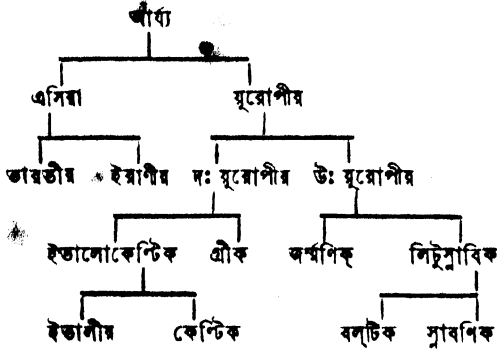 আর্য্য
এসিয়া য়ূরোপীয়
ভারতীয় ইরাণীয় দঃ য়ূরোপীয় উঃ য়ূরোপীয়
ইতালোকেল্টিক গ্রীক জর্ম্মণিক্ লিটুস্লাবিক
ইতালীয় কেল্টিক বল্‌টিক স্লাবণিক